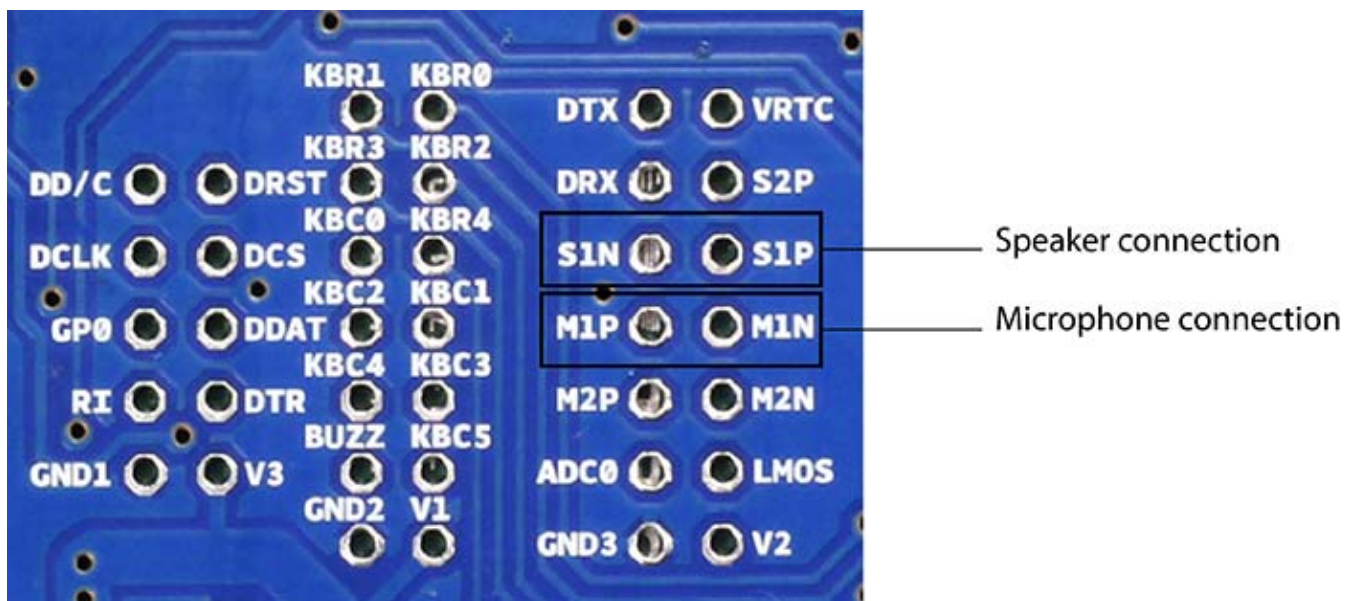 KBR1 KBR0
DTX VRTC
KBR3 KBR2
DD/C DRST DRX S2P
KBC0 KBR4
DCLK DCS S1N S1P Speaker connection
KBC2 KBC1
GP0 DDAT M1P M1N Microphone connection
KBC4 KBC3
RI DTR M2P M2N
BUZZ KBC5
GND1 V3 ADC0 LMOS
GND2 V1
GND3 V2